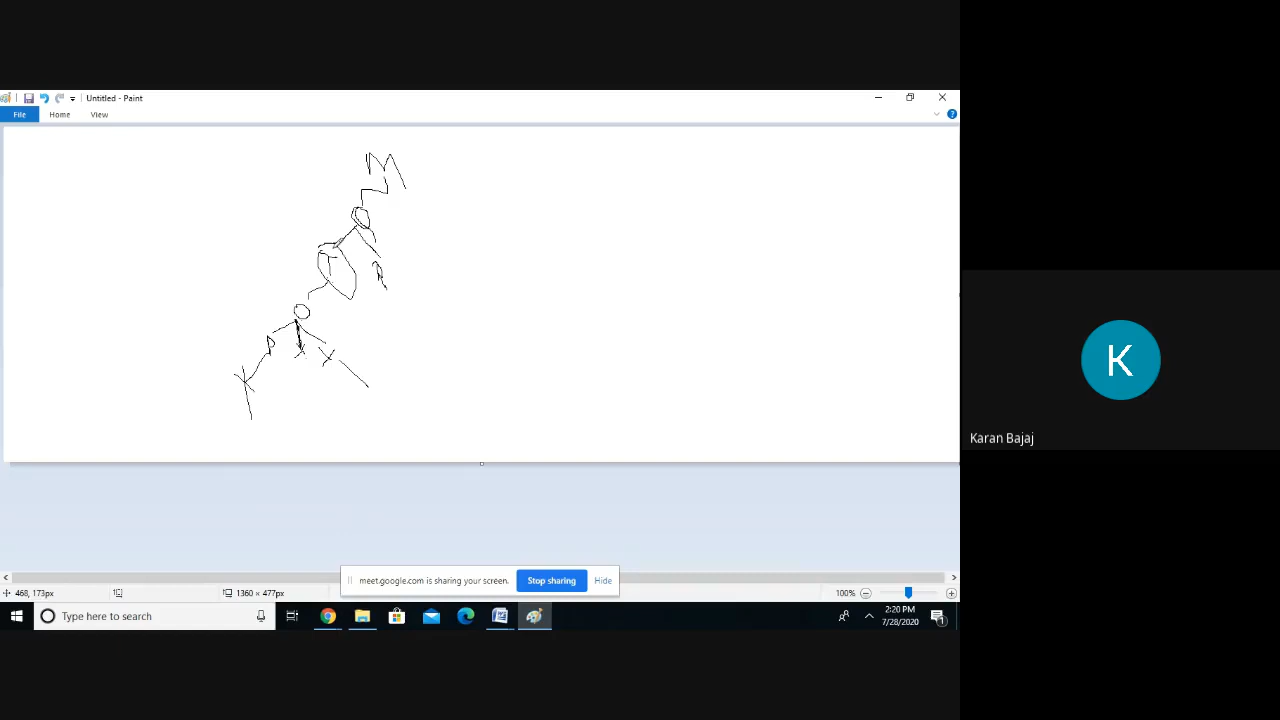 Untitled - Paint
File Home View
M
K
Karan Bajaj
meet.google.com is sharing your screen. Stop sharing Hide
468, 173px 1360 × 477px 100%
Type here to search
2:20 PM
7/28/2020
1